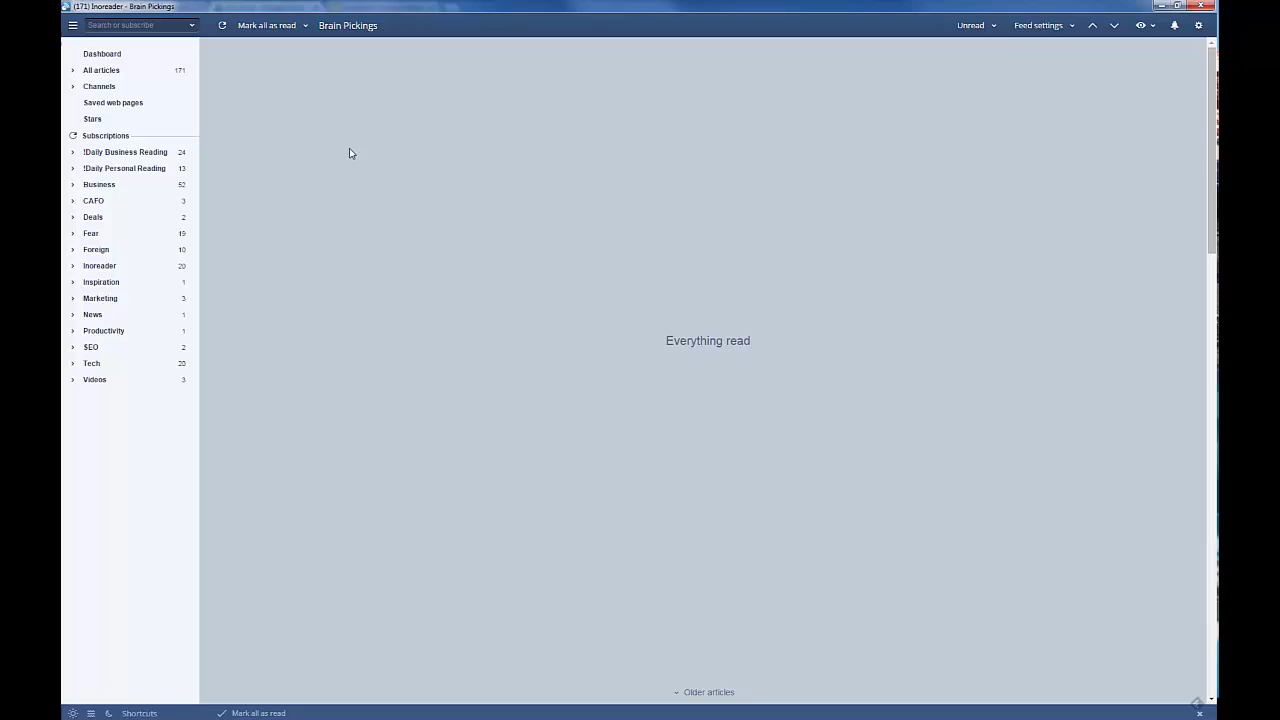 (171) Inoreader - Brain Pickings
Search or subscribe
Mark all as read
Brain Pickings
Unread
Feed settings
Dashboard
All articles 171
Channels
Saved web pages
Stars
Subscriptions
!Daily Business Reading 24
!Daily Personal Reading 13
Business 52
CAFO 3
Deals 2
Fear 19
Foreign 10
Inoreader 20
Inspiration 1
Marketing 3
News 1
Productivity 1
SEO 2
Tech 20
Videos 3
Everything read
Older articles
Shortcuts
Mark all as read